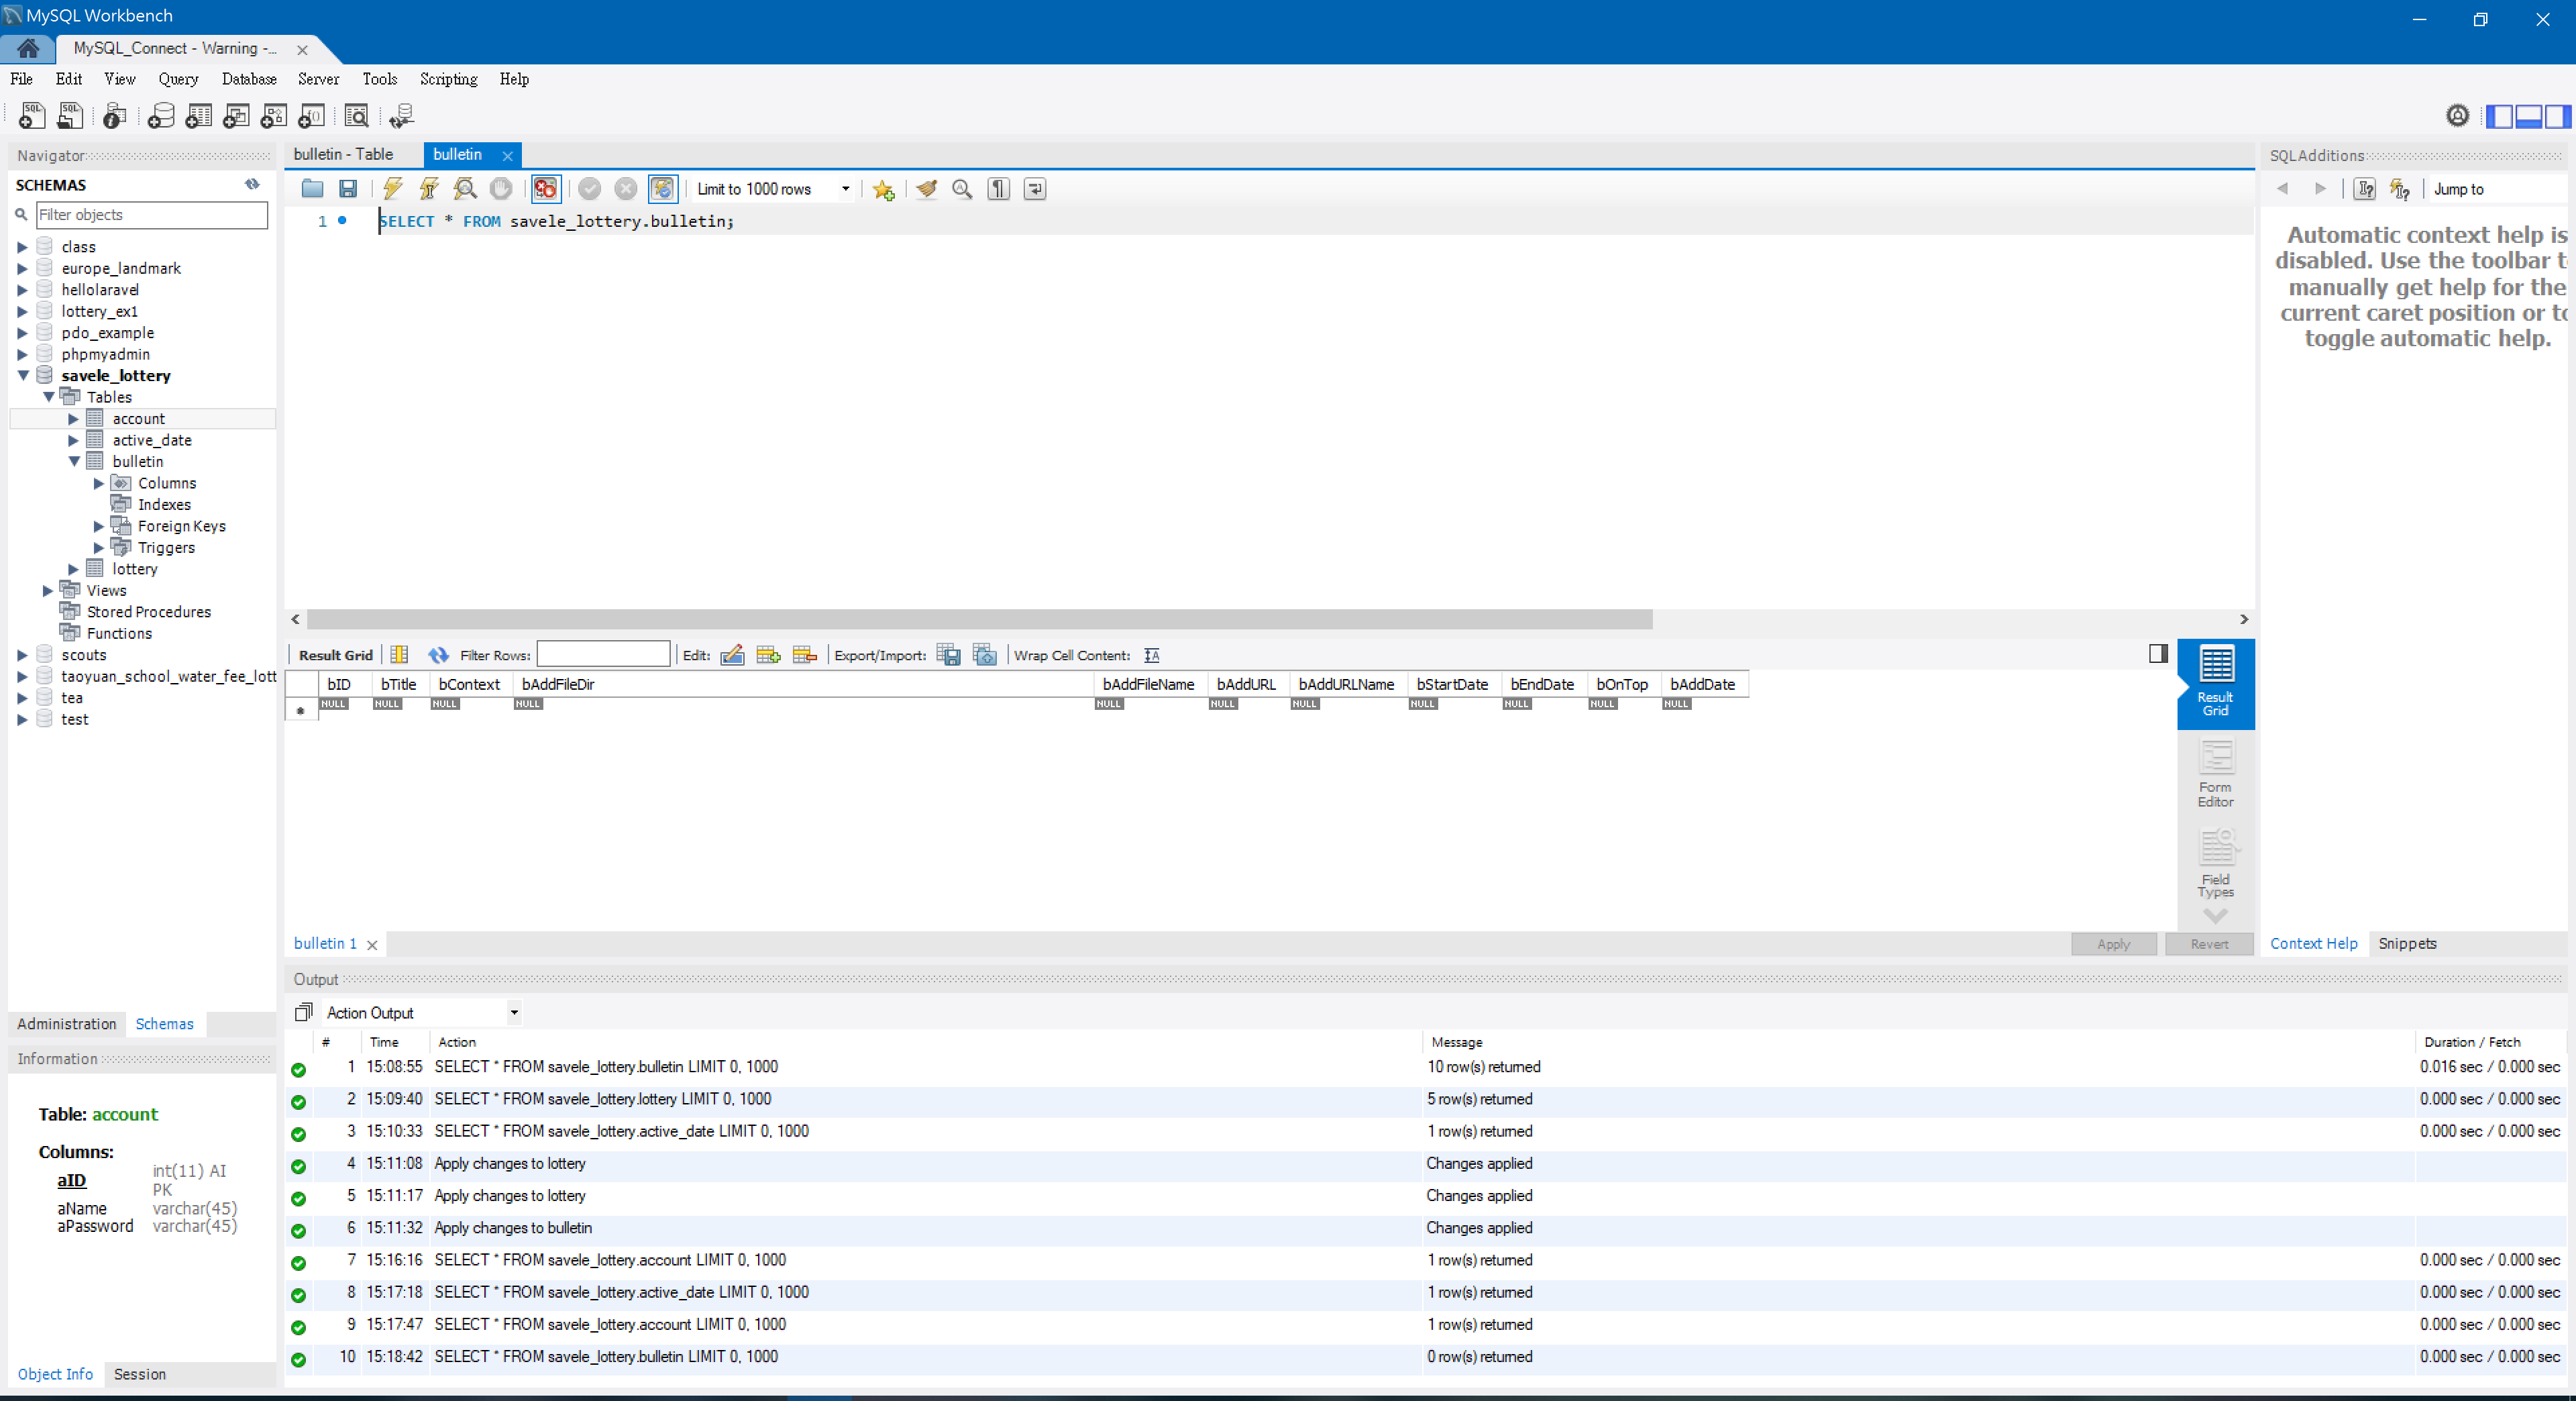 MySQL Workbench
MySQL_Connect - Warning -...
File Edit View Query Database Server Tools Scripting Help
Navigator
SCHEMAS
Filter objects
class
europe_landmark
hellolaravel
lottery_ex1
pdo_example
phpmyadmin
savele_lottery
Tables
account
active_date
bulletin
Columns
Indexes
Foreign Keys
Triggers
lottery
Views
Stored Procedures
Functions
scouts
taoyuan_school_water_fee_lott
tea
test
Administration Schemas
Information
Table: account
Columns:
aID int(11) AI
PK
aName varchar(45)
aPassword varchar(45)
Object Info Session
bulletin - Table bulletin
Limit to 1000 rows
1 SELECT * FROM savele_lottery.bulletin;
Result Grid Filter Rows: Edit: Export/Import: Wrap Cell Content:
bID bTitle bContext bAddFileDir bAddFileName bAddURL bAddURLName bStartDate bEndDate bOnTop bAddDate
NULL NULL NULL NULL NULL NULL NULL NULL NULL NULL NULL
Result
Grid
Form
Editor
Field
Types
bulletin 1 Apply Revert
SQLAdditions
Jump to
Automatic context help is
disabled. Use the toolbar t
manually get help for the
current caret position or to
toggle automatic help.
Context Help Snippets
Output
Action Output
# Time Action Message Duration / Fetch
1 15:08:55 SELECT * FROM savele_lottery.bulletin LIMIT 0, 1000 10 row(s) returned 0.016 sec / 0.000 sec
2 15:09:40 SELECT * FROM savele_lottery.lottery LIMIT 0, 1000 5 row(s) returned 0.000 sec / 0.000 sec
3 15:10:33 SELECT * FROM savele_lottery.active_date LIMIT 0, 1000 1 row(s) returned 0.000 sec / 0.000 sec
4 15:11:08 Apply changes to lottery Changes applied
5 15:11:17 Apply changes to lottery Changes applied
6 15:11:32 Apply changes to bulletin Changes applied
7 15:16:16 SELECT * FROM savele_lottery.account LIMIT 0, 1000 1 row(s) returned 0.000 sec / 0.000 sec
8 15:17:18 SELECT * FROM savele_lottery.active_date LIMIT 0, 1000 1 row(s) returned 0.000 sec / 0.000 sec
9 15:17:47 SELECT * FROM savele_lottery.account LIMIT 0, 1000 1 row(s) returned 0.000 sec / 0.000 sec
10 15:18:42 SELECT * FROM savele_lottery.bulletin LIMIT 0, 1000 0 row(s) returned 0.000 sec / 0.000 sec